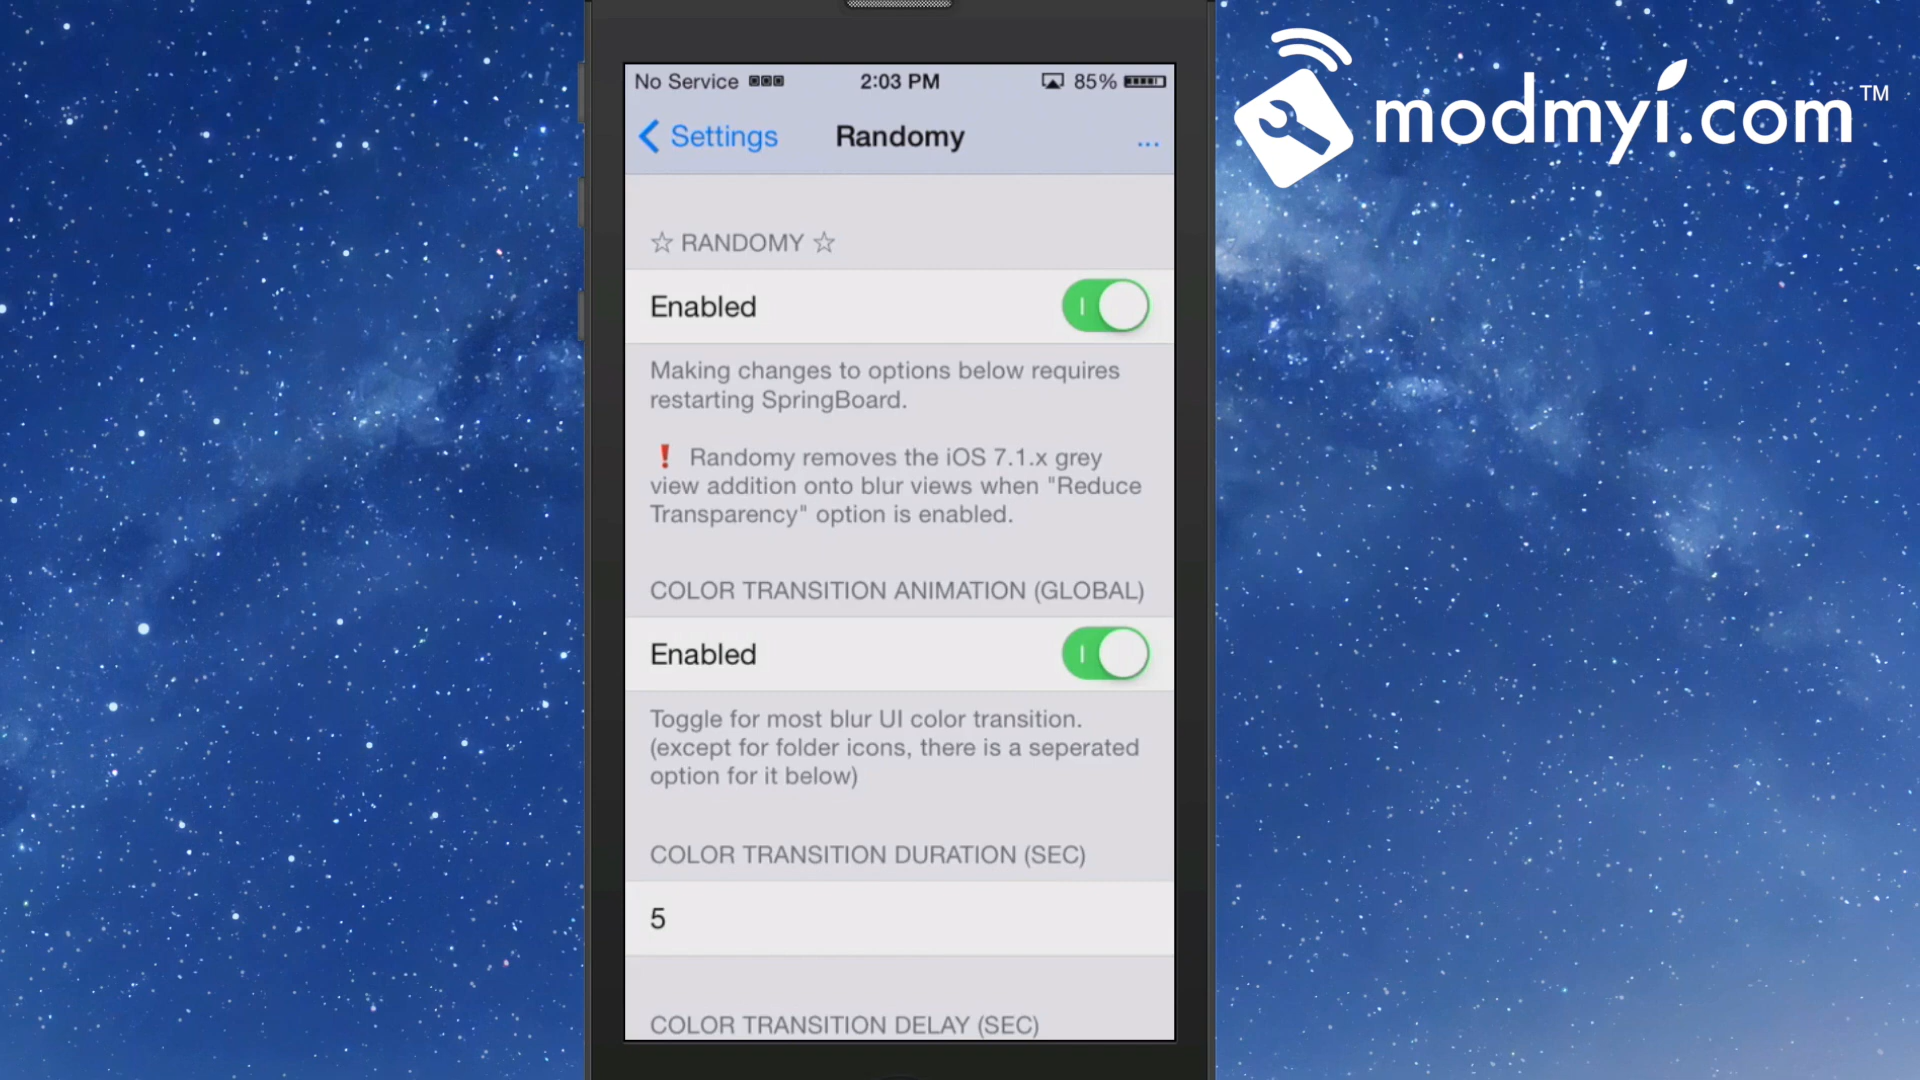 modmyi.com™
No Service 2:03 PM 85%
Settings Randomy ...
☆ RANDOMY ☆
Enabled
Making changes to options below requires
restarting SpringBoard.
❗ Randomy removes the iOS 7.1.x grey
view addition onto blur views when "Reduce
Transparency" option is enabled.
COLOR TRANSITION ANIMATION (GLOBAL)
Enabled
Toggle for most blur UI color transition.
(except for folder icons, there is a seperated
option for it below)
COLOR TRANSITION DURATION (SEC)
5
COLOR TRANSITION DELAY (SEC)